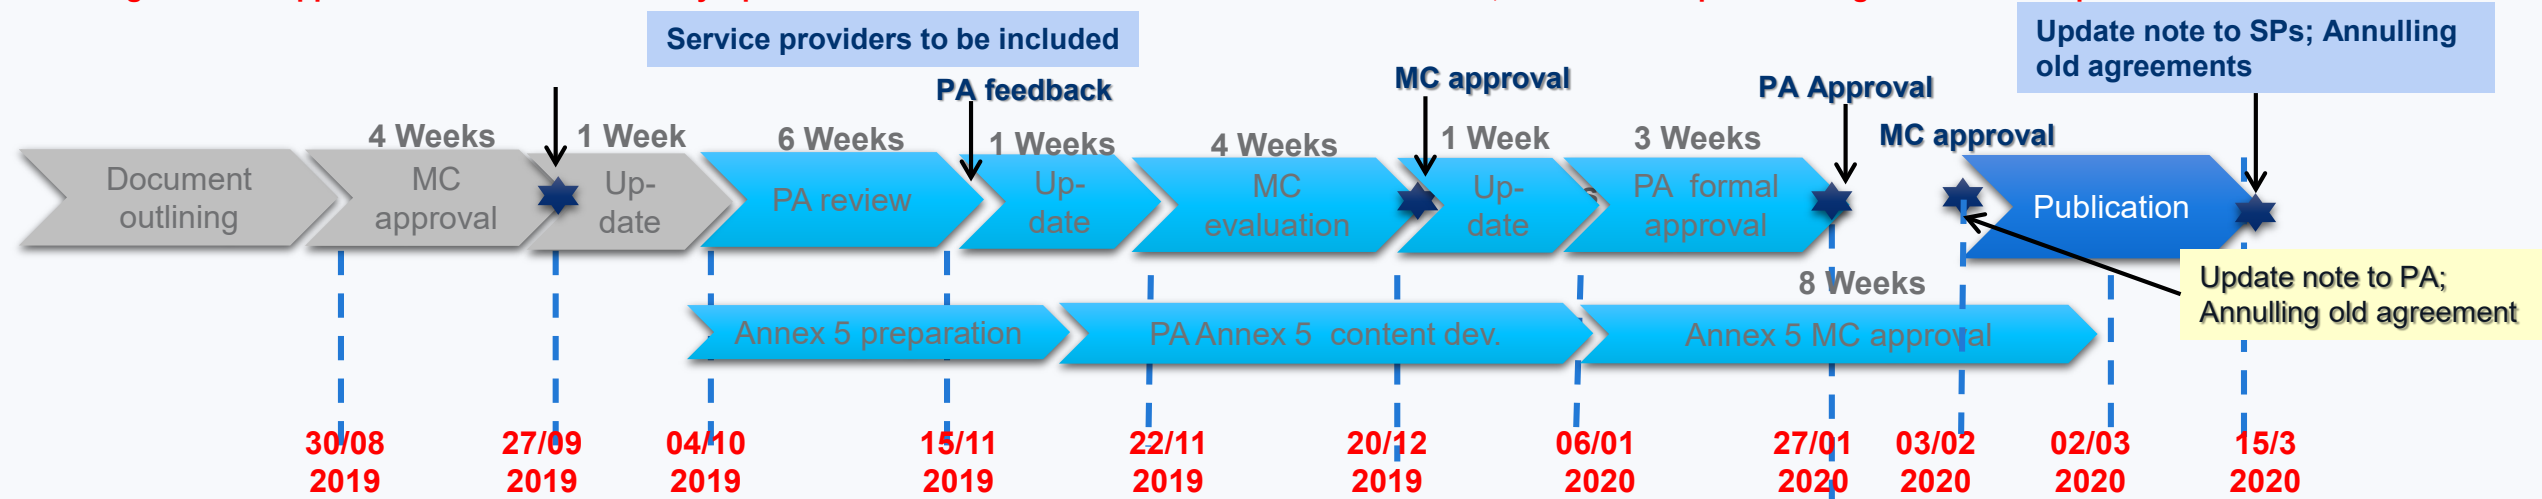 Service providers to be included
Update note to SPs; Annulling
old agreements
PA feedback
MC approval
PA Approval
MC approval
4 Weeks
1 Week
6 Weeks
1 Weeks
4 Weeks
1 Week
3 Weeks
Document
outlining
MC
approval
Up-
date
PA review
Up-
date
MC
evaluation
Up-
date
PA formal
approval
Publication
Update note to PA;
Annulling old agreement
8 Weeks
Annex 5 preparation
PA Annex 5 content dev.
Annex 5 MC approval
30/08
2019
27/09
2019
04/10
2019
15/11
2019
22/11
2019
20/12
2019
06/01
2020
27/01
2020
03/02
2020
02/03
2020
15/3
2020